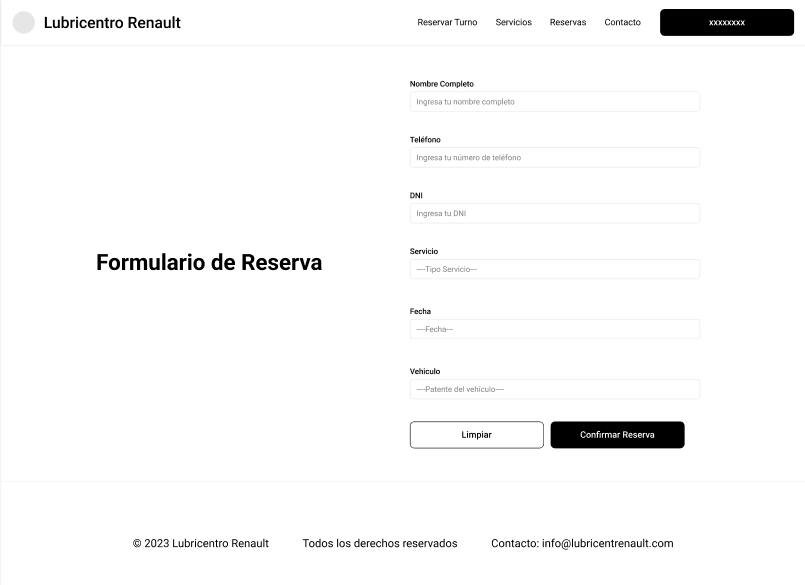 Lubricentro Renault
Reservar Turno
Servicios
Reservas
Contacto
xxxxxxxx
Nombre Completo
Ingresa tu nombre completo
Teléfono
Ingresa tu número de teléfono
DNI
Ingresa tu DNI
Formulario de Reserva
Servicio
---Tipo Servicio---
Fecha
---Fecha---
Vehiculo
---Patente del vehículo---
Limpiar
Confirmar Reserva
© 2023 Lubricentro Renault
Todos los derechos reservados
Contacto: info@lubricentrenault.com